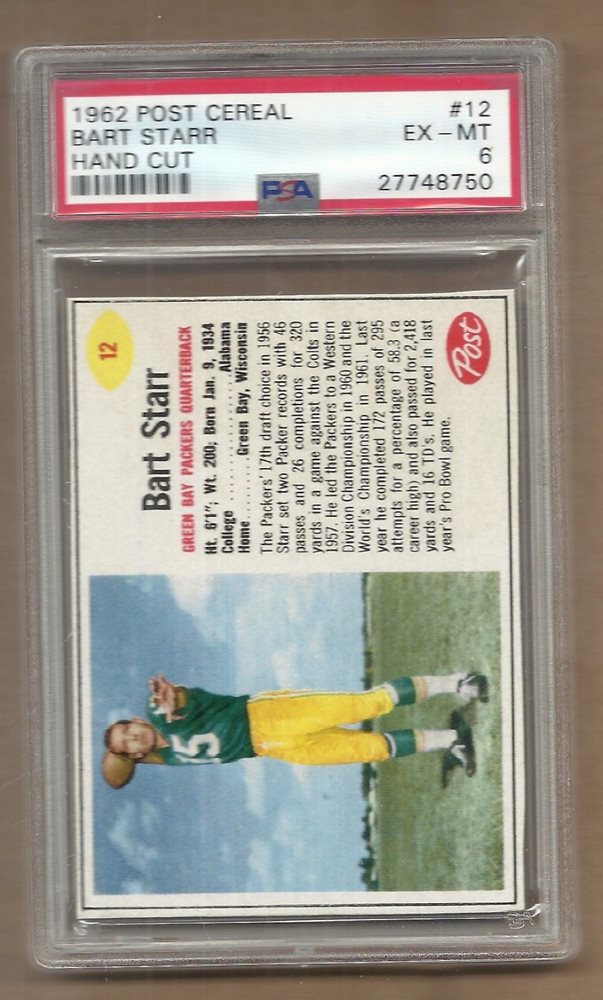 1962 POST CEREAL #12
BART STARR EX - MT
HAND CUT 6
PSA 27748750
12
Bart Starr
GREEN BAY PACKERS QUARTERBACK
Ht. 6'1"; Wt. 200; Born Jan. 9, 1934
College ................... Alabama
Home............Green Bay, Wisconsin
The Packers' 17th draft choice in 1956
Starr set two Packer records with 46
passes and 26 completions for 320
yards in a game against the Colts in
1957. He led the Packers to a Western
Division Championship in 1960 and the
World's Championship in 1961. Last
year he completed 172 passes of 295
attempts for a percentage of 58.3 (a
career high) and also passed for 2,418
yards and 16 TD's. He played in last
year's Pro Bowl game.
Post
15